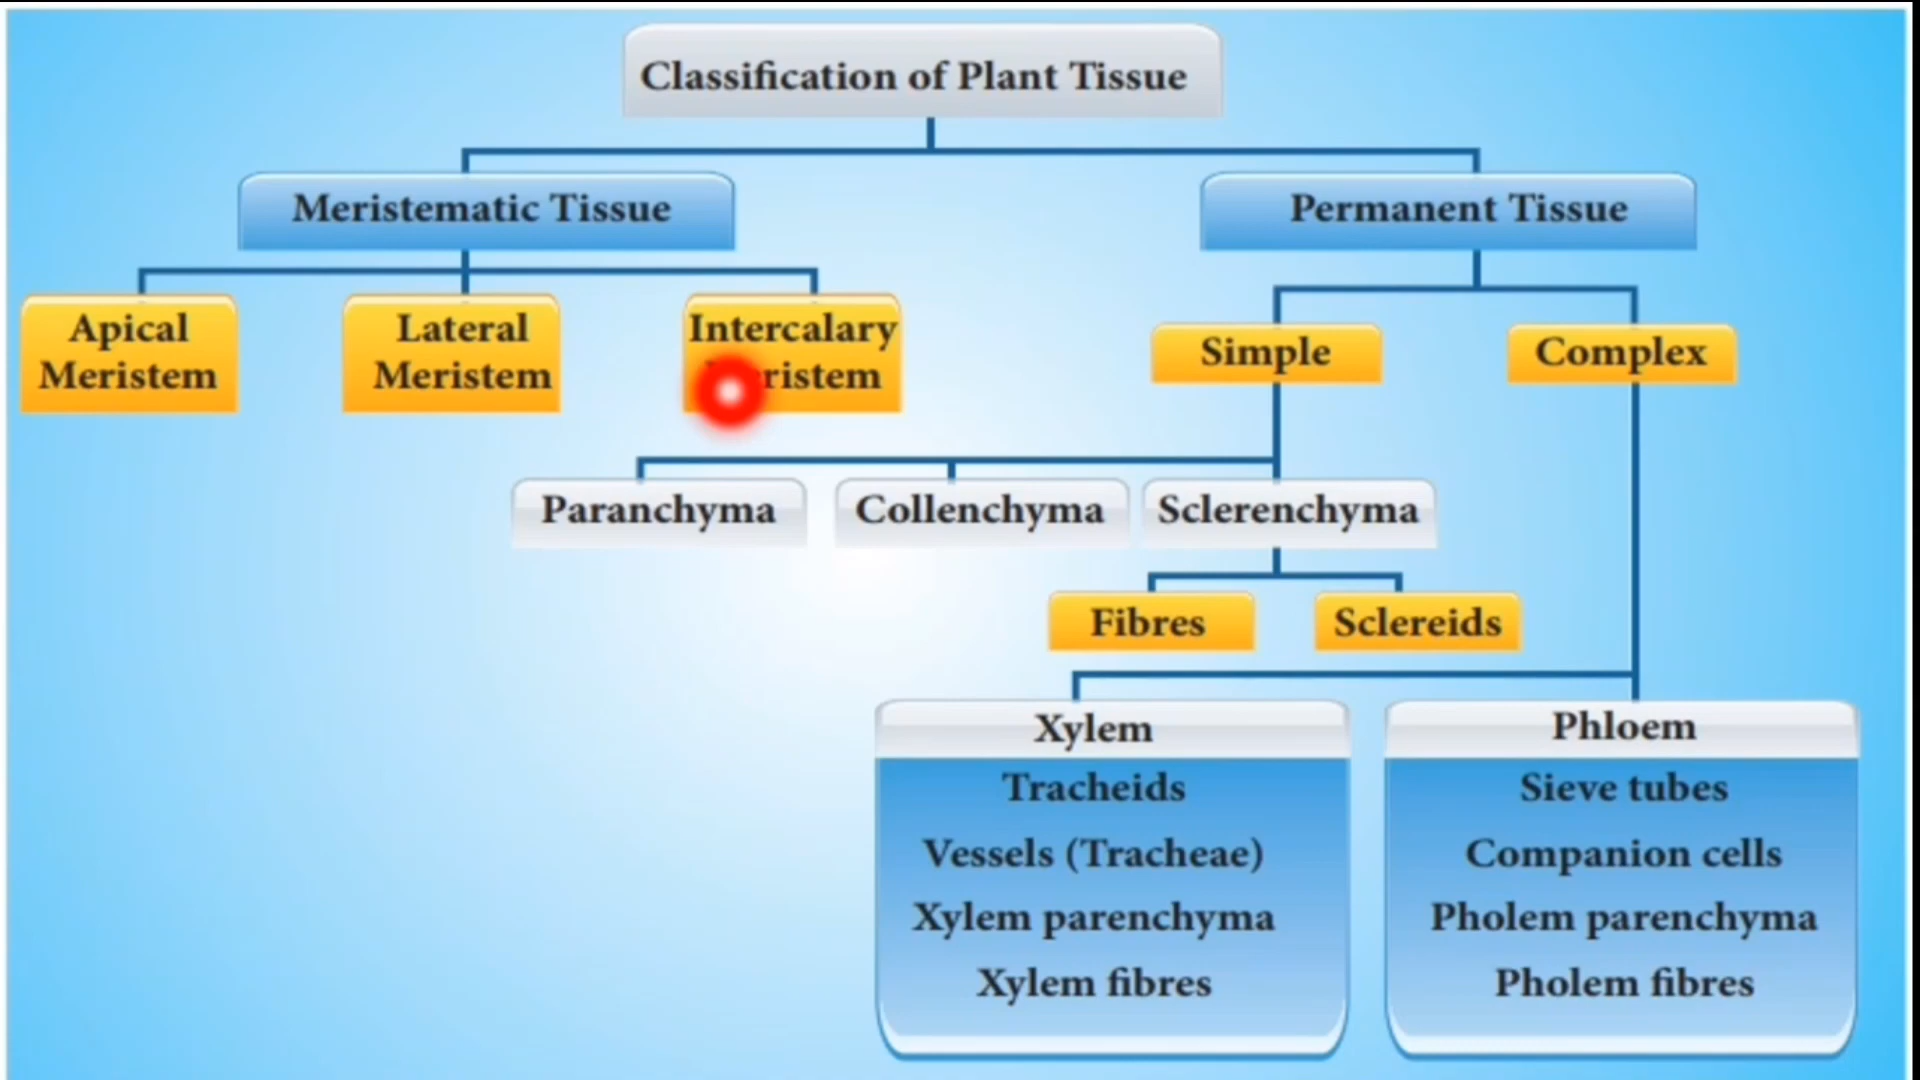 Classification of Plant Tissue
Meristematic Tissue
Permanent Tissue
Apical
Meristem
Lateral
Meristem
Intercalary
Simple
Complex
Paranchyma
Collenchyma
Sclerenchyma
Fibres
Sclereids
Xylem
Tracheids
Vessels (Tracheae)
Xylem parenchyma
Xylem fibres
Phloem
Sieve tubes
Companion cells
Pholem parenchyma
Pholem fibres